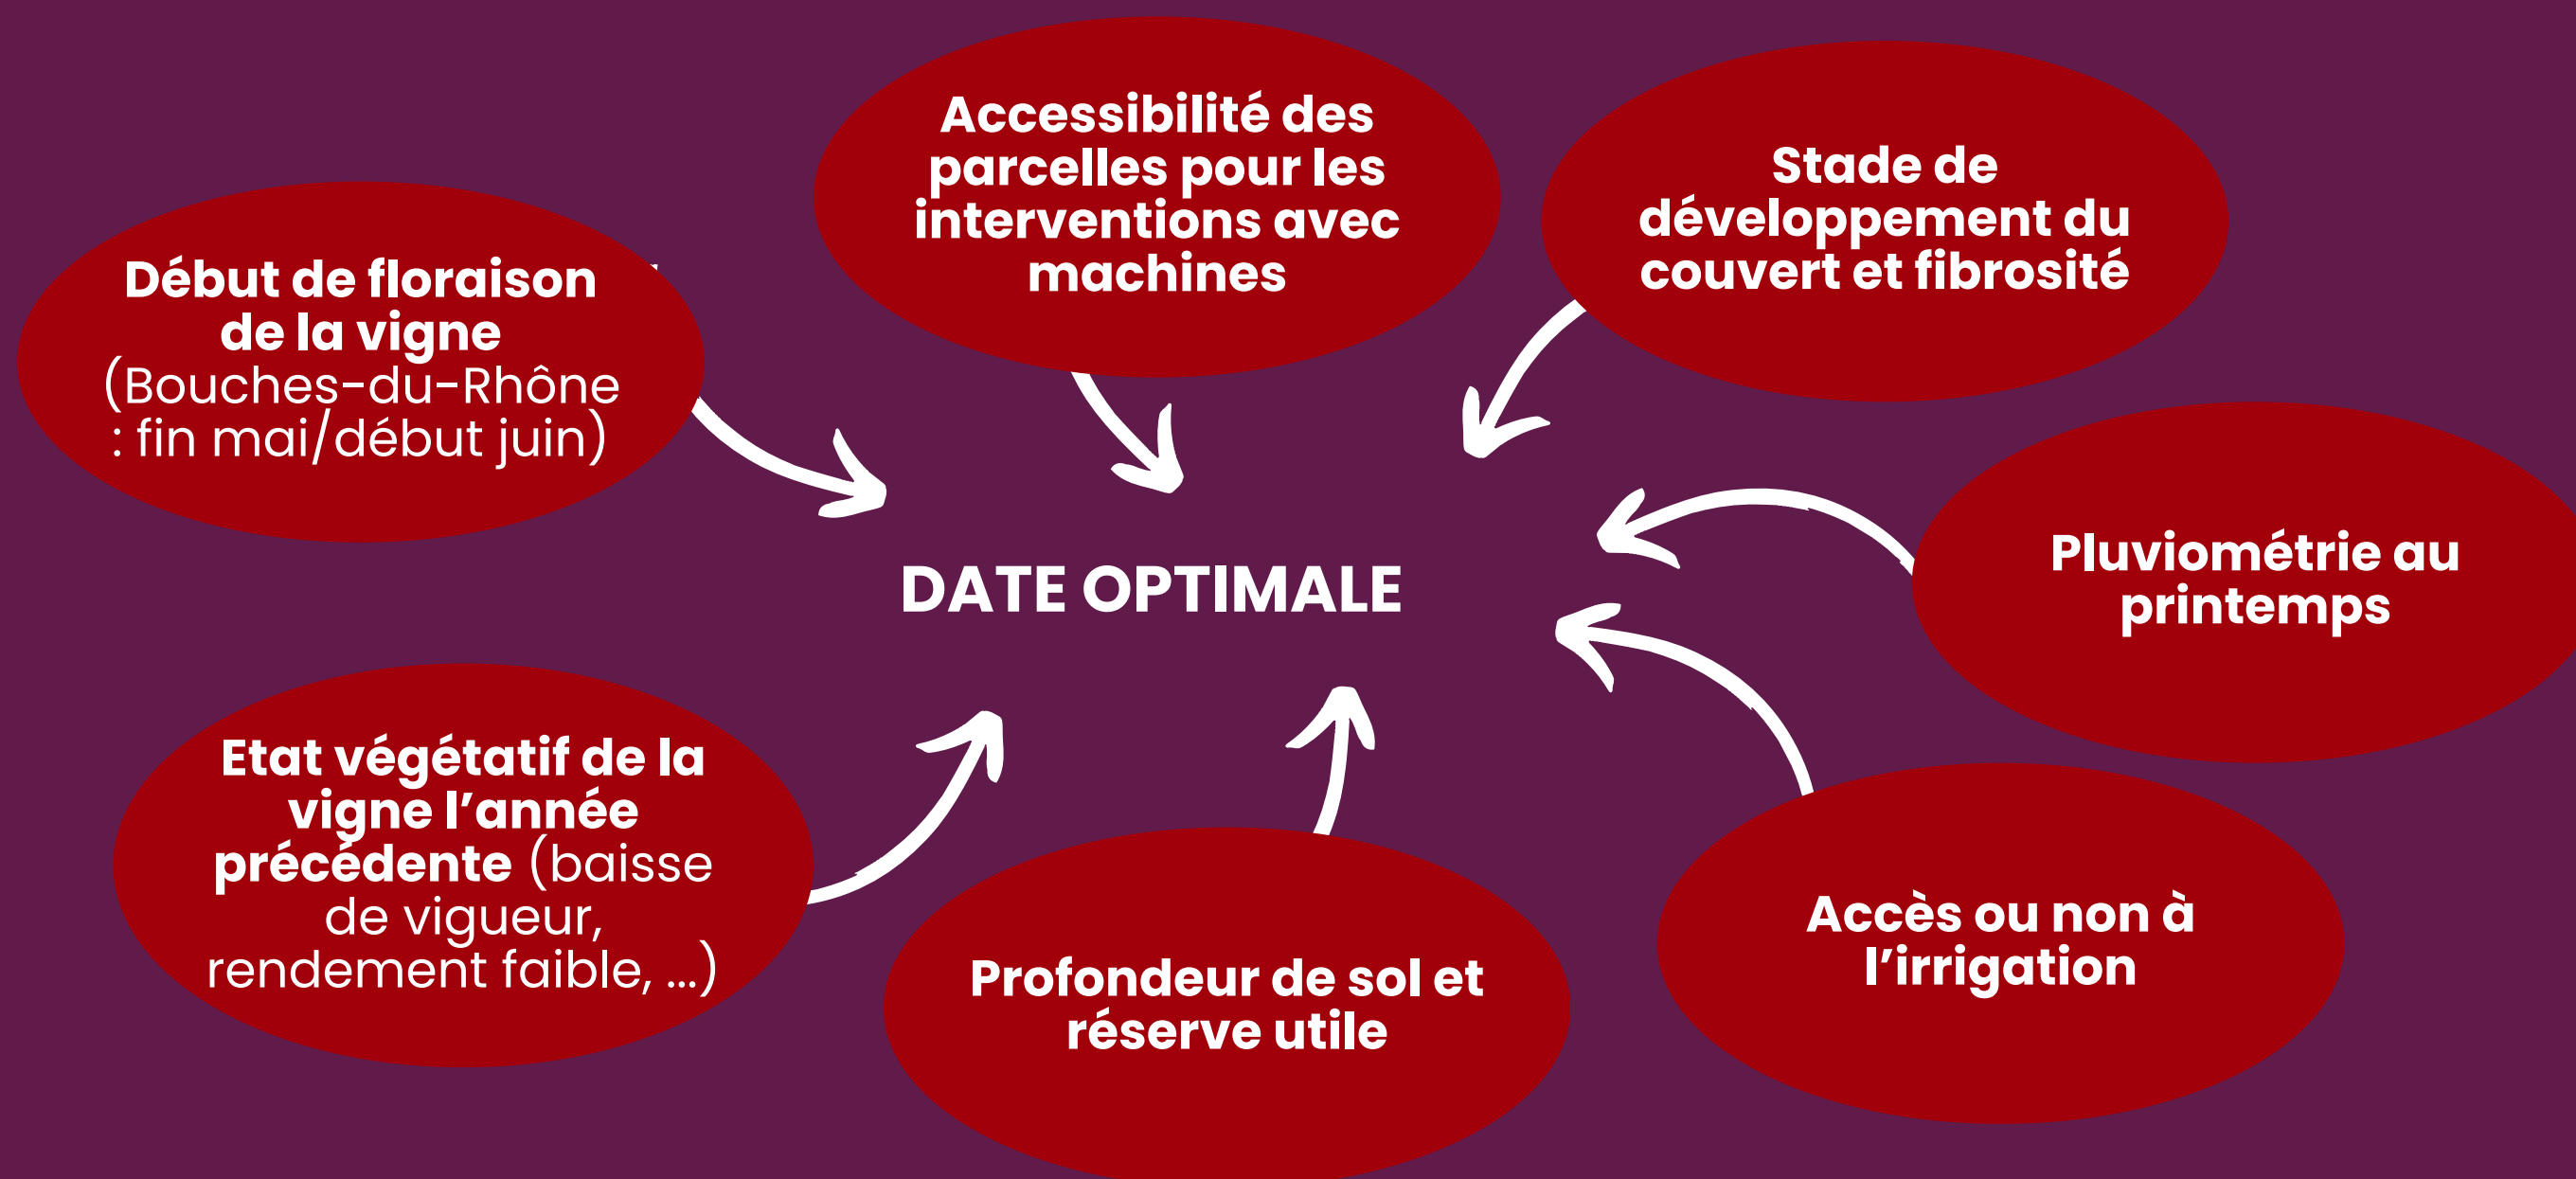 Accessibilité des
parcelles pour les
interventions avec
machines
Stade de
développement du
couvert et fibrosité
Début de floraison
de la vigne
(Bouches-du-Rhône
: fin mai/début juin)
Pluviométrie au
printemps
DATE OPTIMALE
Etat végétatif de la
vigne l’année
précédente (baisse
de vigueur,
rendement faible, ...)
Profondeur de sol et
réserve utile
Accès ou non à
l’irrigation